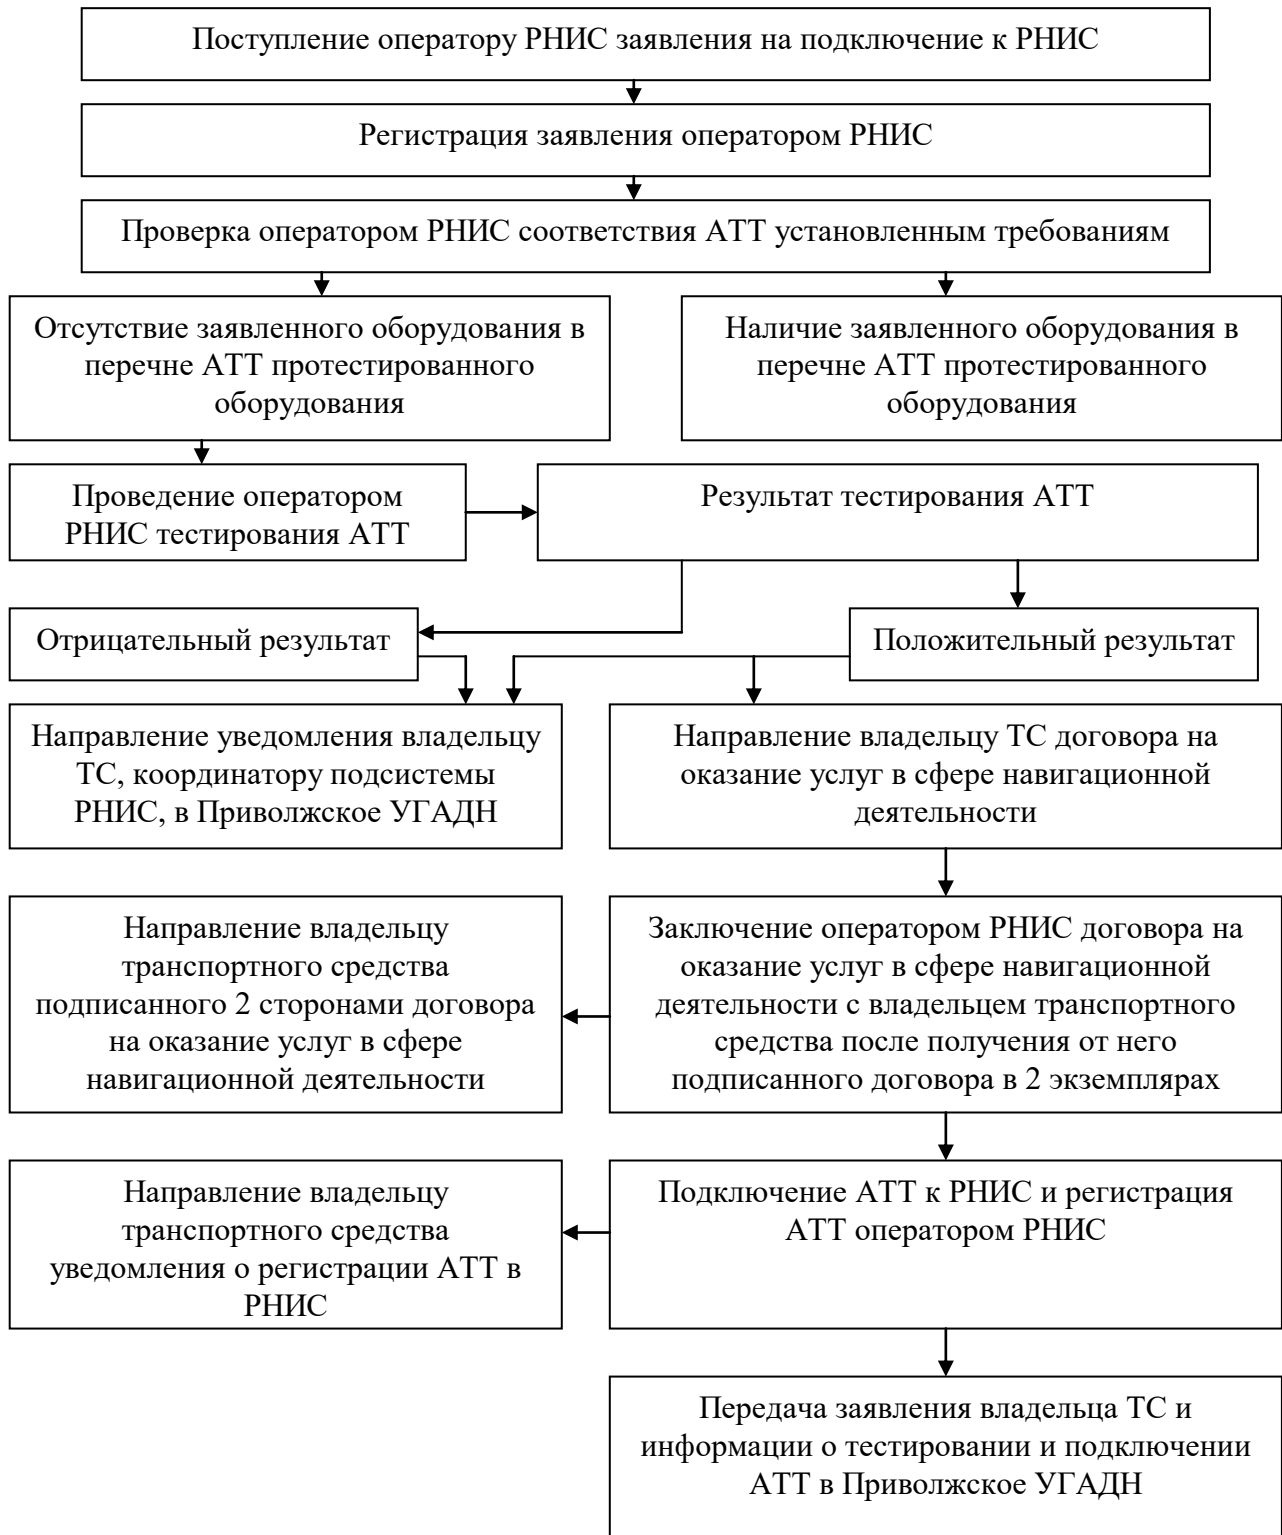 Поступление оператору РНИС заявления на подключение к РНИС
Регистрация заявления оператором РНИС
Проверка оператором РНИС соответствия АТТ установленным требованиям
Отсутствие заявленного оборудования в
перечне АТТ протестированного
оборудования
Наличие заявленного оборудования в
перечне АТТ протестированного
оборудования
Проведение оператором
РНИС тестирования АТТ
Результат тестирования АТТ
Отрицательный результат
Положительный результат
Направление уведомления владельцу
ТС, координатору подсистемы
РНИС, в Приволжское УГАДН
Направление владельцу ТС договора на
оказание услуг в сфере навигационной
деятельности
Направление владельцу
транспортного средства
подписанного 2 сторонами договора
на оказание услуг в сфере
навигационной деятельности
Заключение оператором РНИС договора на
оказание услуг в сфере навигационной
деятельности с владельцем транспортного
средства после получения от него
подписанного договора в 2 экземплярах
Направление владельцу
транспортного средства
уведомления о регистрации АТТ в
РНИС
Подключение АТТ к РНИС и регистрация
АТТ оператором РНИС
Передача заявления владельца ТС и
информации о тестировании и подключении
АТТ в Приволжское УГАДН